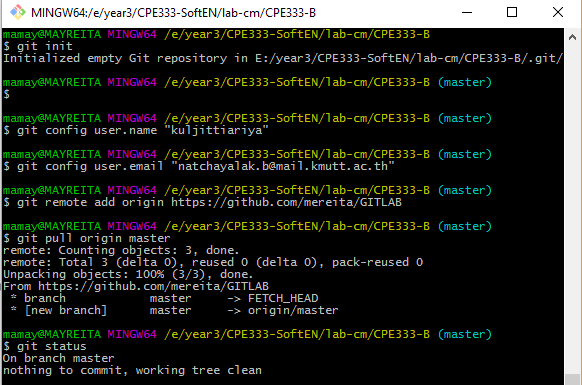 MINGW64:/e/year3/CPE333-SoftEN/lab-cm/CPE333-B
mamay@MAYREITA MINGW64 /e/year3/CPE333-SoftEN/lab-cm/CPE333-B
$ git init
Initialized empty Git repository in E:/year3/CPE333-SoftEN/lab-cm/CPE333-B/.git/
mamay@MAYREITA MINGW64 /e/year3/CPE333-SoftEN/lab-cm/CPE333-B (master)
$
mamay@MAYREITA MINGW64 /e/year3/CPE333-SoftEN/lab-cm/CPE333-B (master)
$ git config user.name "kuljittiariya"
mamay@MAYREITA MINGW64 /e/year3/CPE333-SoftEN/lab-cm/CPE333-B (master)
$ git config user.email "natchayalak.b@mail.kmutt.ac.th"
mamay@MAYREITA MINGW64 /e/year3/CPE333-SoftEN/lab-cm/CPE333-B (master)
$ git remote add origin https://github.com/mereita/GITLAB
mamay@MAYREITA MINGW64 /e/year3/CPE333-SoftEN/lab-cm/CPE333-B (master)
$ git pull origin master
remote: Counting objects: 3, done.
remote: Total 3 (delta 0), reused 0 (delta 0), pack-reused 0
Unpacking objects: 100% (3/3), done.
From https://github.com/mereita/GITLAB
 * branch            master     -> FETCH_HEAD
 * [new branch]      master     -> origin/master
mamay@MAYREITA MINGW64 /e/year3/CPE333-SoftEN/lab-cm/CPE333-B (master)
$ git status
On branch master
nothing to commit, working tree clean